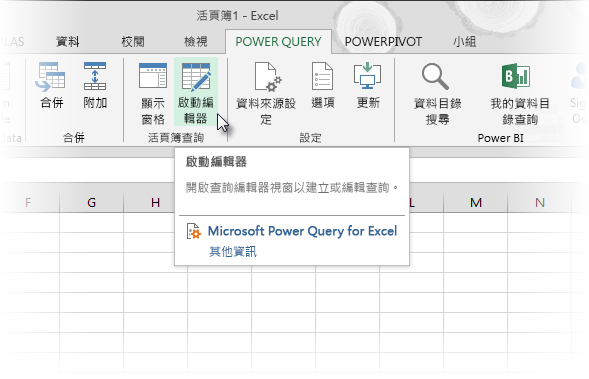 活頁簿1 - Excel
LAS 資料 校閱 檢視 POWER QUERY POWERPIVOT 小組
合併 附加 顯示 啟動編 資料來源設 選項 更新 資料目錄 我的資料目
窗格 輯器 定 搜尋 錄查詢
Data 合併 活頁簿查詢 設定 Power BI
啟動編輯器
開啟查詢編輯器視窗以建立或編輯查詢。
F G H L M N
Microsoft Power Query for Excel
其他資訊